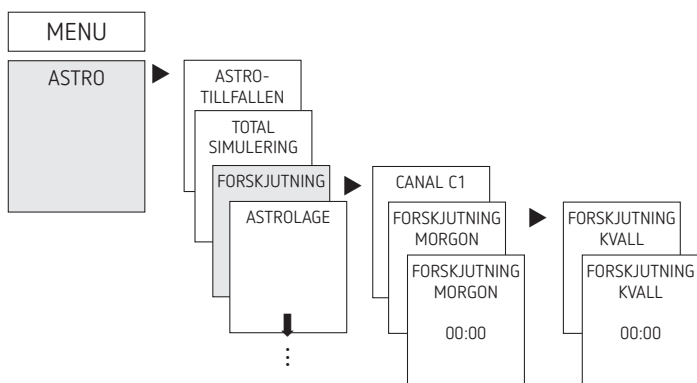 MENU
ASTRO
ASTRO-
TILLFALLEN
TOTAL
SIMULERING
FORSKJUTNING
ASTROLAGE
CANAL C1
FORSKJUTNING
MORGON
FORSKJUTNING
MORGON
00:00
FORSKJUTNING
KVALL
FORSKJUTNING
KVALL
00:00